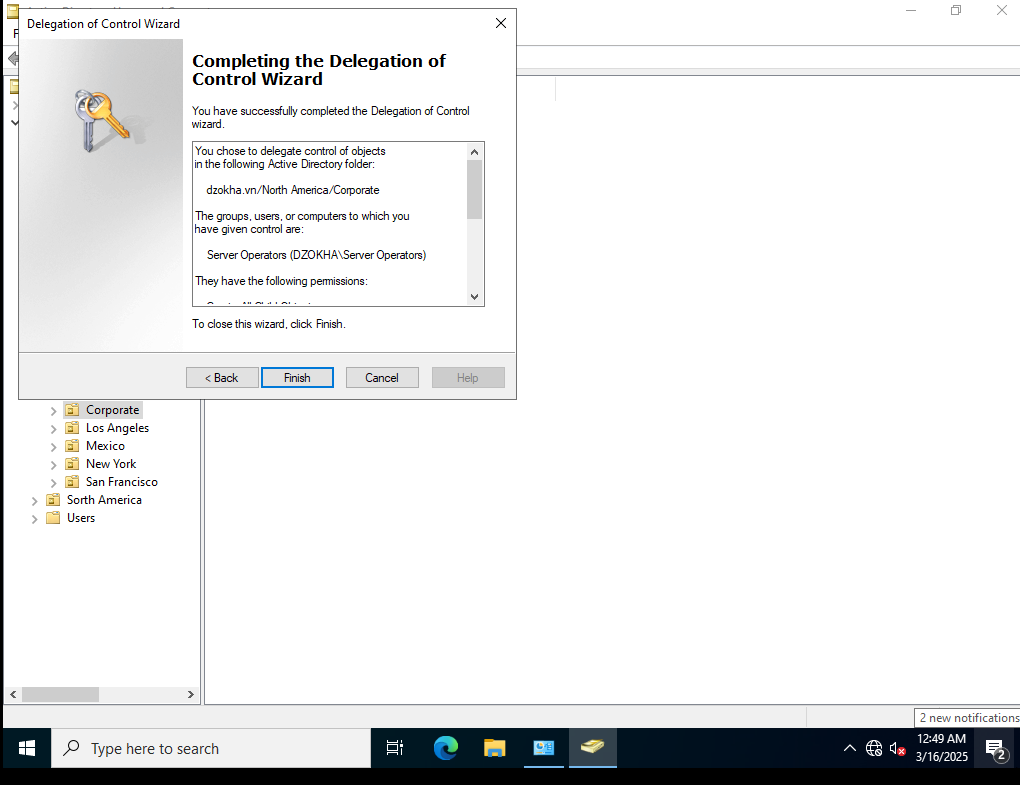 Delegation of Control Wizard
Completing the Delegation of
Control Wizard
You have successfully completed the Delegation of Control
wizard.
You chose to delegate control of objects
in the following Active Directory folder:
dzokha.vn/North America/Corporate
The groups, users, or computers to which you
have given control are:
Server Operators (DZOKHA\Server Operators)
They have the following permissions:
To close this wizard, click Finish.
< Back
Finish
Cancel
Help
Corporate
Los Angeles
Mexico
New York
San Francisco
Sorth America
Users
2 new notifications
Type here to search
12:49 AM
3/16/2025
2